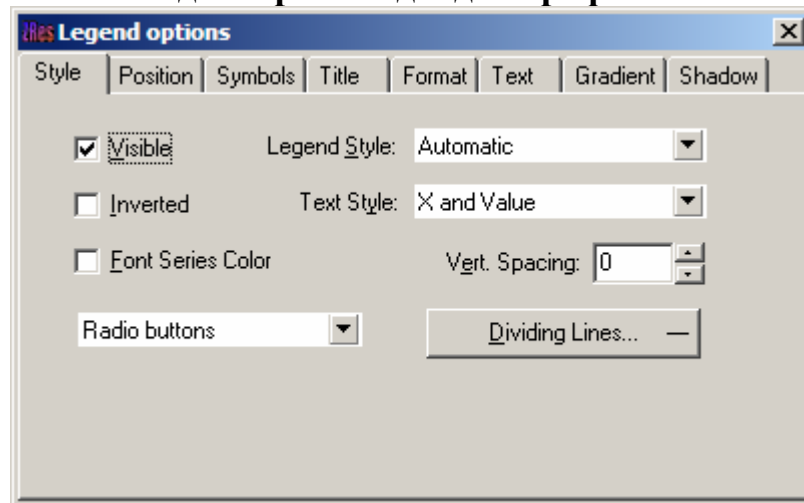 Legend options
Style Position Symbols Title Format Text Gradient Shadow
Visible Legend Style: Automatic
Inverted Text Style: X and Value
Font Series Color Vert. Spacing: 0
Radio buttons Dividing Lines...